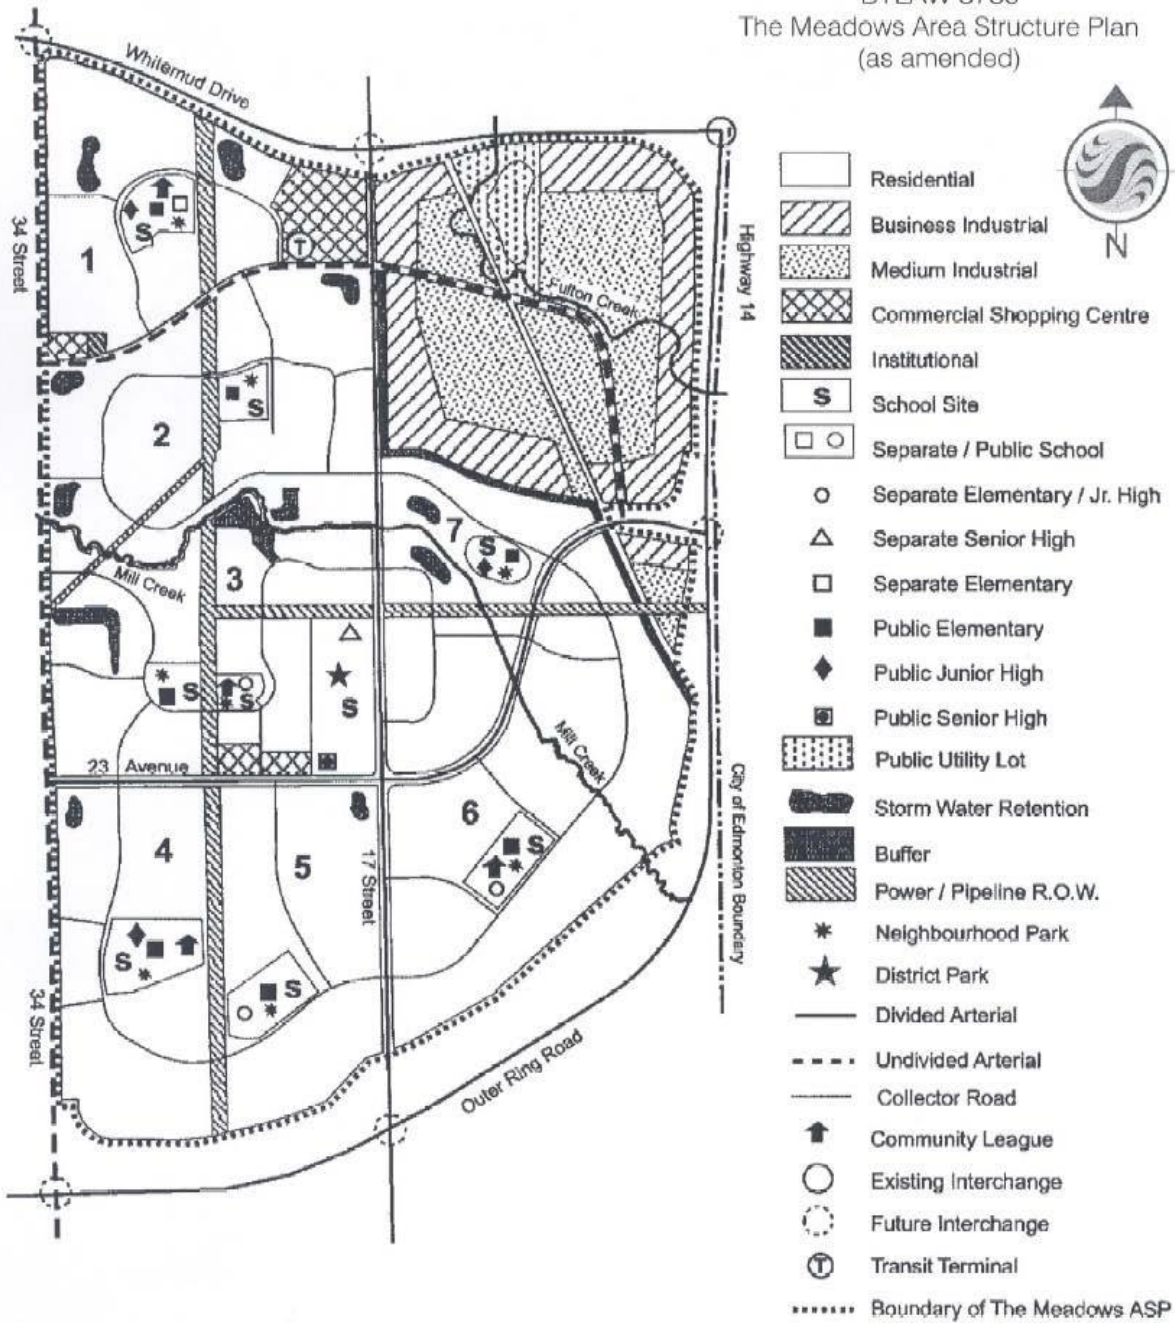 The Meadows Area Structure Plan
(as amended)
N
Residential
Business Industrial
Medium Industrial
Commercial Shopping Centre
Institutional
S
School Site
Separate / Public School
Separate Elementary / Jr. High
Separate Senior High
Separate Elementary
Public Elementary
Public Junior High
Public Senior High
Public Utility Lot
Storm Water Retention
Buffer
Power / Pipeline R.O.W.
Neighbourhood Park
District Park
Divided Arterial
Undivided Arterial
Collector Road
Community League
Existing Interchange
Future Interchange
T
Transit Terminal
Boundary of The Meadows ASP
Whitemud Drive
34 Street
S
1
T
Fulton Creek
Highway 14
2
S
7
S
Mill Creek
3
S
S
S
23 Avenue
Mill Creek
City of Edmonton Boundary
4
5
17 Street
6
S
S
S
34 Street
Outer Ring Road